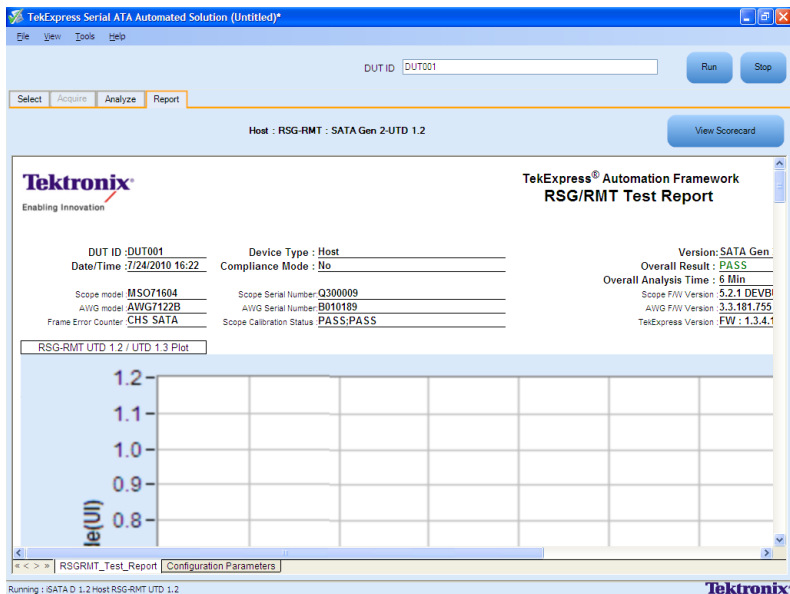 TekExpress Serial ATA Automated Solution (Untitled)*
File View Tools Help
DUT ID DUT001 Run Stop
Select Acquire Analyze Report
Host : RSG-RMT : SATA Gen 2-UTD 1.2 View Scorecard
Tektronix
Enabling Innovation
TekExpress® Automation Framework
RSG/RMT Test Report
DUT ID :DUT001 Device Type : Host Version: SATA Gen
Date/Time :7/24/2010 16:22 Compliance Mode : No Overall Result : PASS
Overall Analysis Time : 6 Min
Scope model :MSO71604 Scope Serial Number:Q300009 Scope F/W Version :5.2.1 DEVB
AWG model :AWG7122B AWG Serial Number:B010189 AWG F/W Version :3.3.181.755
Frame Error Counter :CHS SATA Scope Calibration Status :PASS;PASS TekExpress Version :FW : 1.3.4.1
RSG-RMT UTD 1.2 / UTD 1.3 Plot
1.2
1.1
1.0
0.9
0.8
de(UI)
« < > » RSGRMT_Test_Report Configuration Parameters
Running : iSATA D 1.2 Host RSG-RMT UTD 1.2 Tektronix